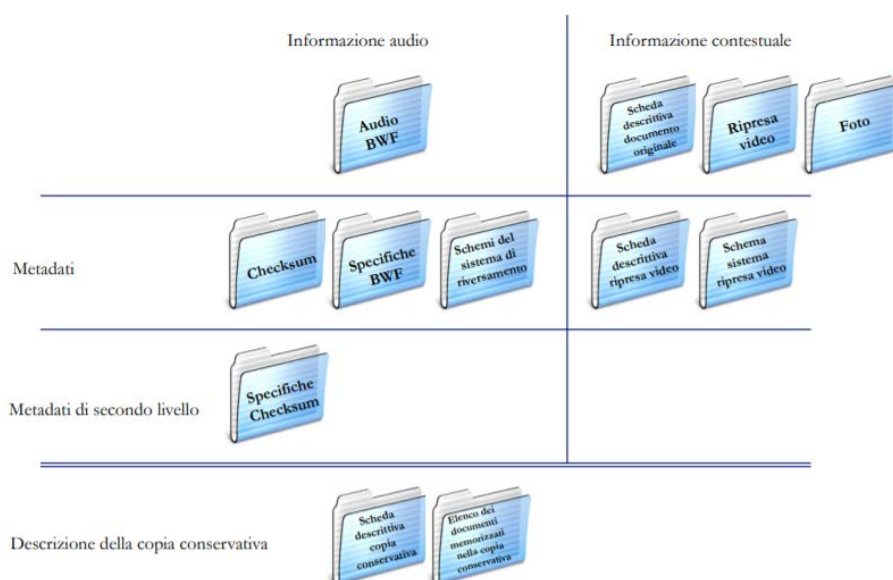 Informazione audio
Informazione contestuale
Audio
BWF
Scheda
descrittiva
documento
originale
Ripresa
video
Foto
Metadati
Checksum
Specifiche
BWF
Schemi del
sistema di
riversamento
Scheda
descrittiva
ripresa video
Schema
sistema
ripresa video
Metadati di secondo livello
Specifiche
Checksum
Descrizione della copia conservativa
Scheda
descrittiva
copia
conservativa
Elenco dei
documenti
memorizzati
nella copia
conservativa